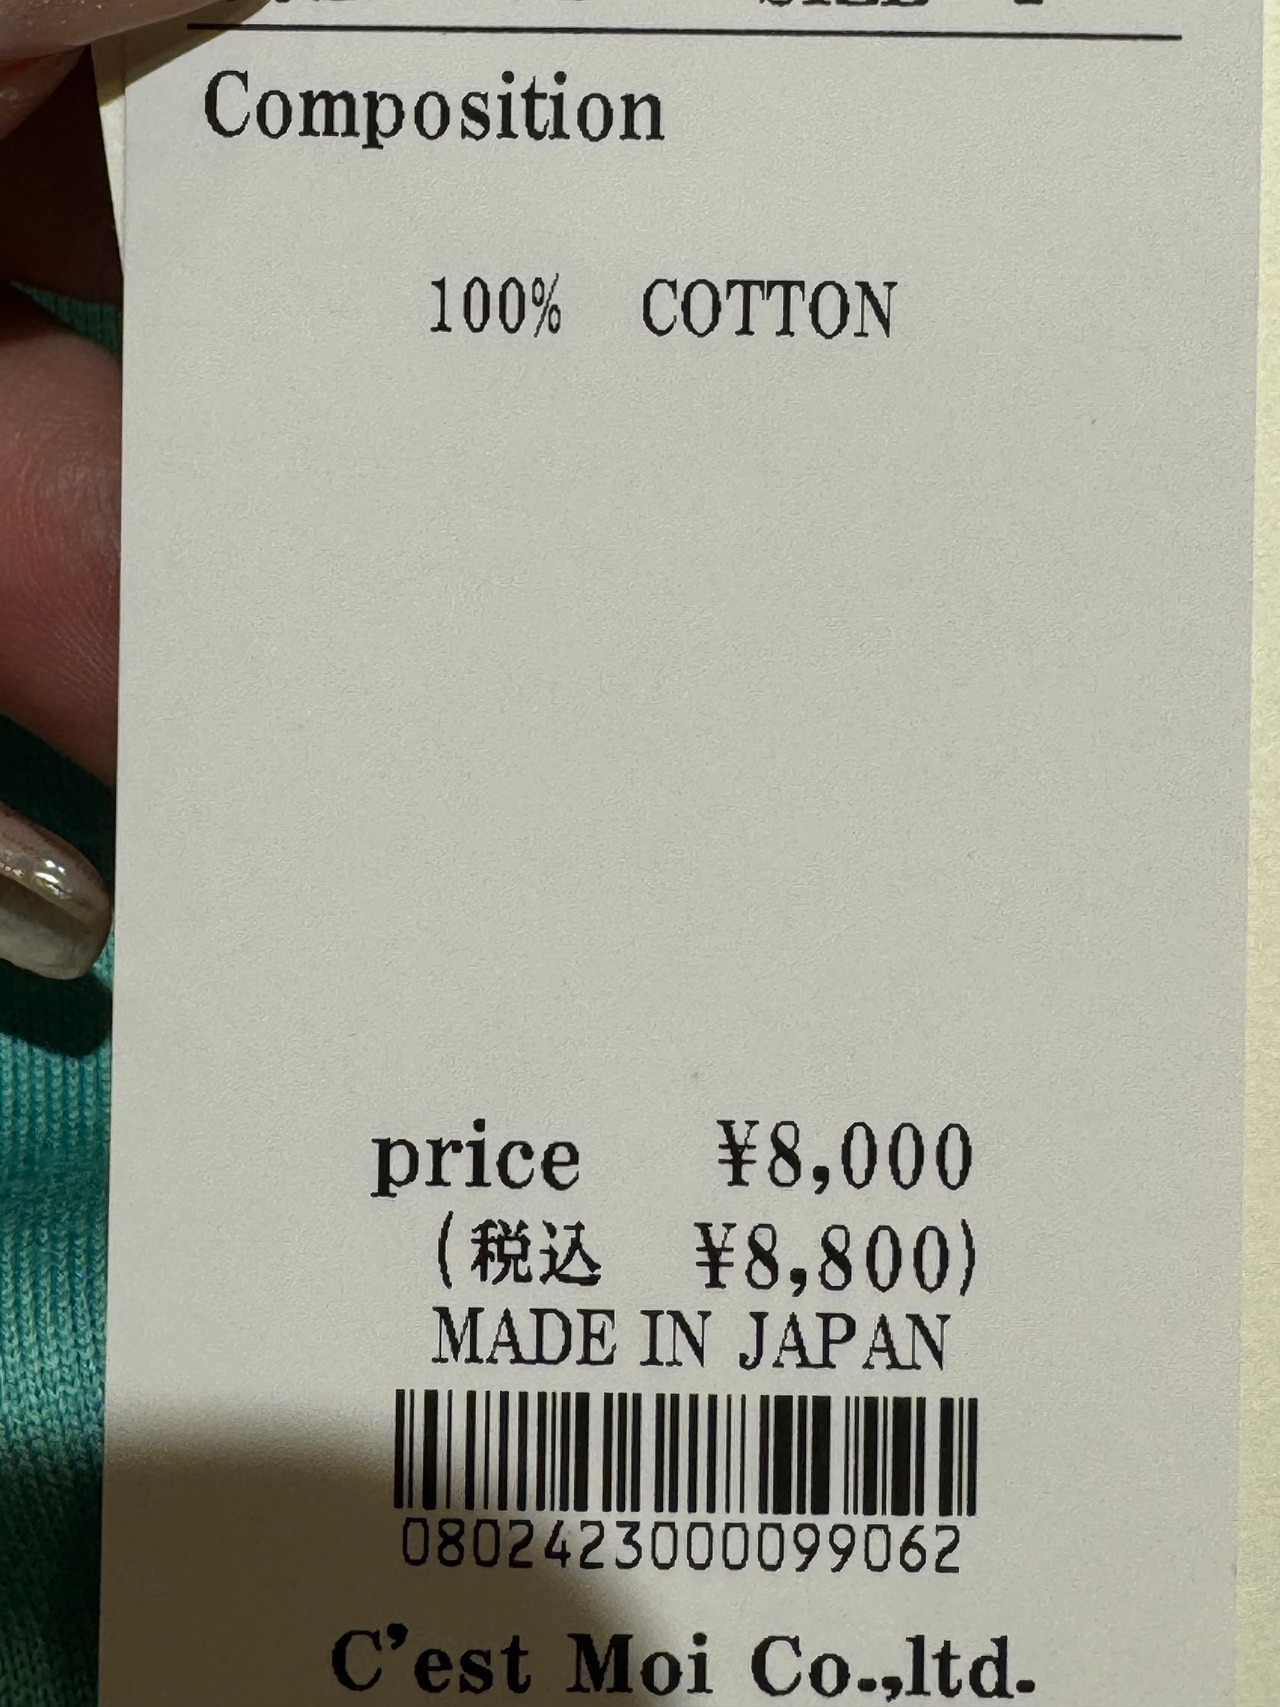 Composition
100% COTTON
price ¥8,000
(税込 ¥8,800)
MADE IN JAPAN
0802423000099062
C'est Moi Co.,ltd.